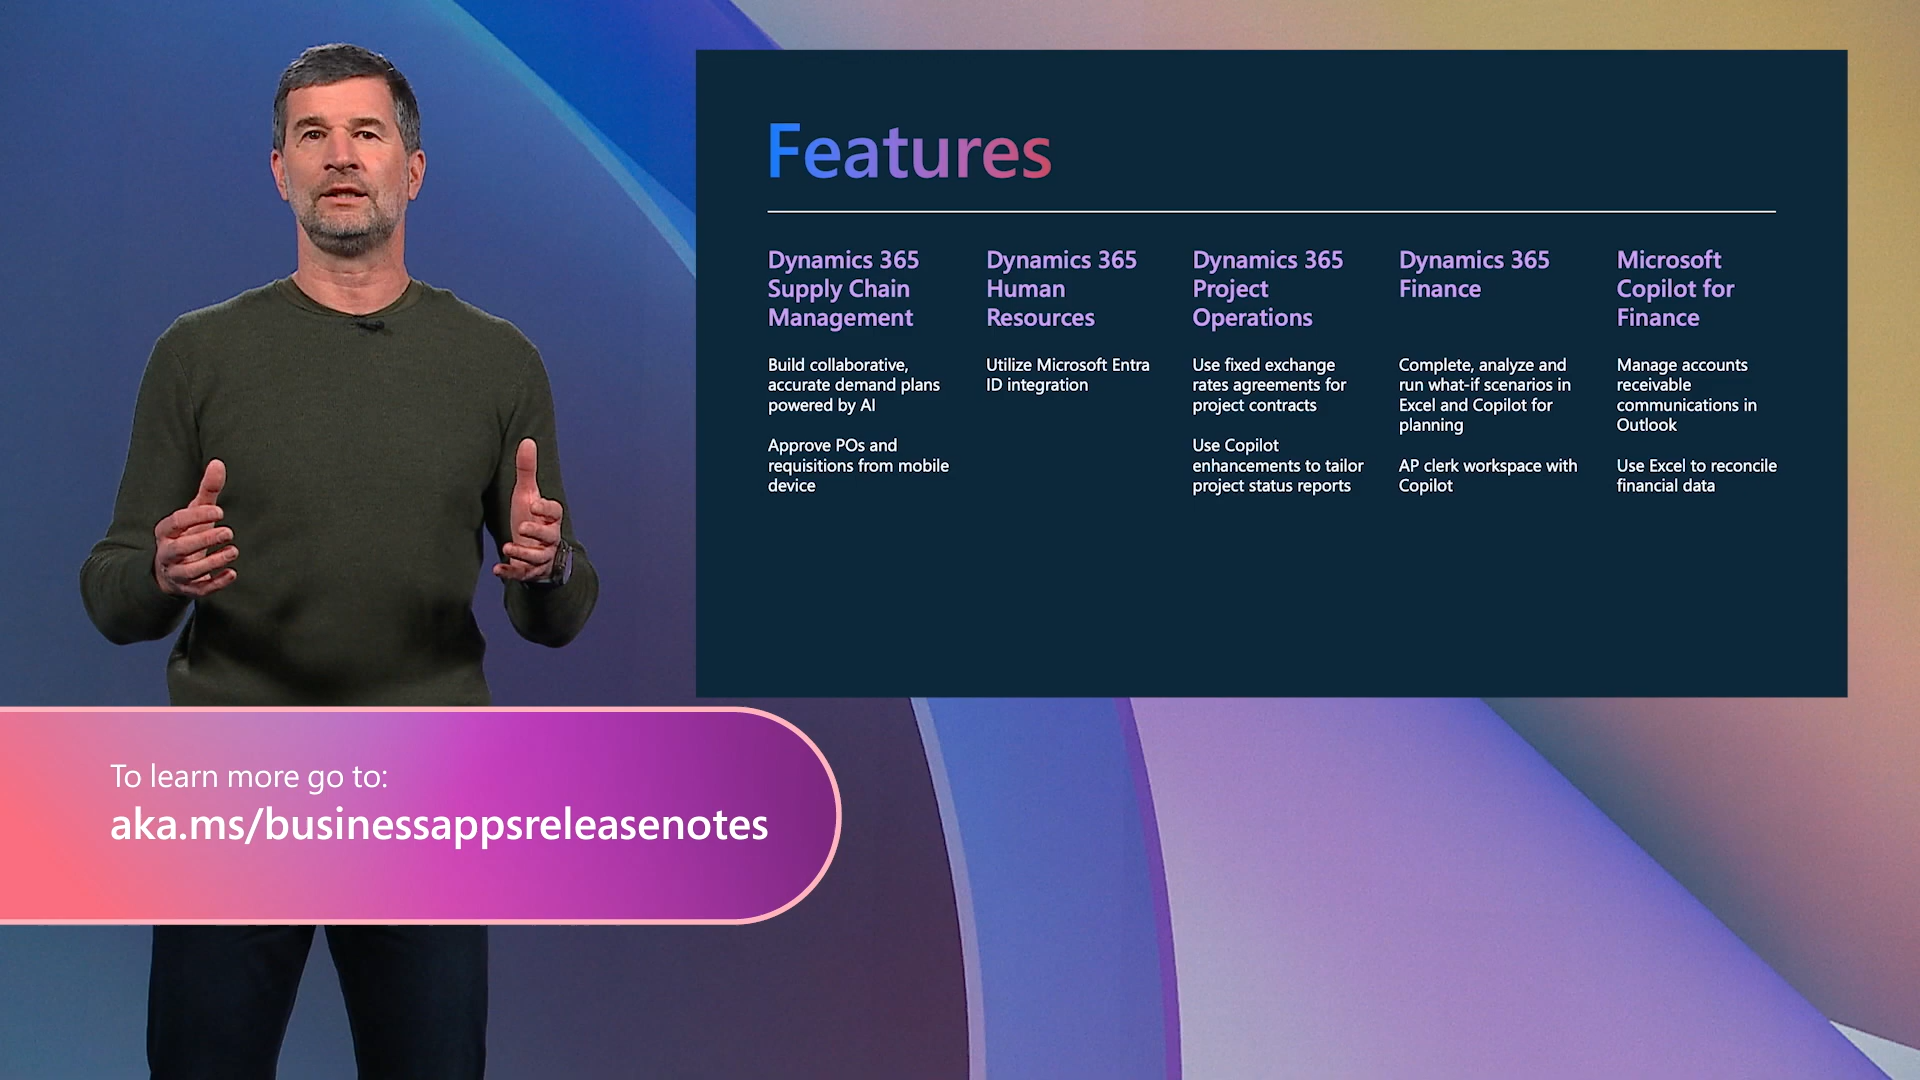 Features
Dynamics 365
Supply Chain
Management
Build collaborative,
accurate demand plans
powered by AI
Approve POs and
requisitions from mobile
device
Dynamics 365
Human
Resources
Utilize Microsoft Entra
ID integration
Dynamics 365
Project
Operations
Use fixed exchange
rates agreements for
project contracts
Use Copilot
enhancements to tailor
project status reports
Dynamics 365
Finance
Complete, analyze and
run what-if scenarios in
Excel and Copilot for
planning
AP clerk workspace with
Copilot
Microsoft
Copilot for
Finance
Manage accounts
receivable
communications in
Outlook
Use Excel to reconcile
financial data
To learn more go to:
aka.ms/businessappsreleasenotes